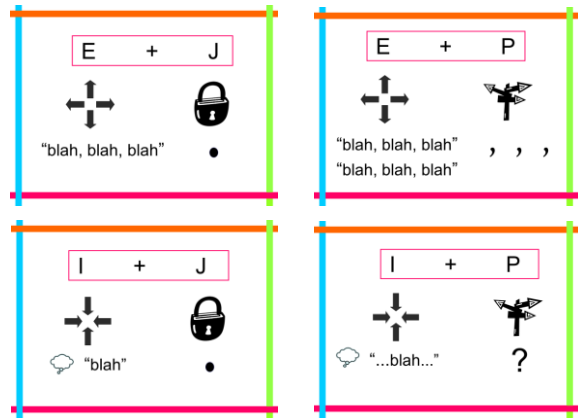 E + J
"blah, blah, blah" •
E + P
"blah, blah, blah"
"blah, blah, blah" , , ,
I + J
"blah" •
I + P
"...blah..." ?